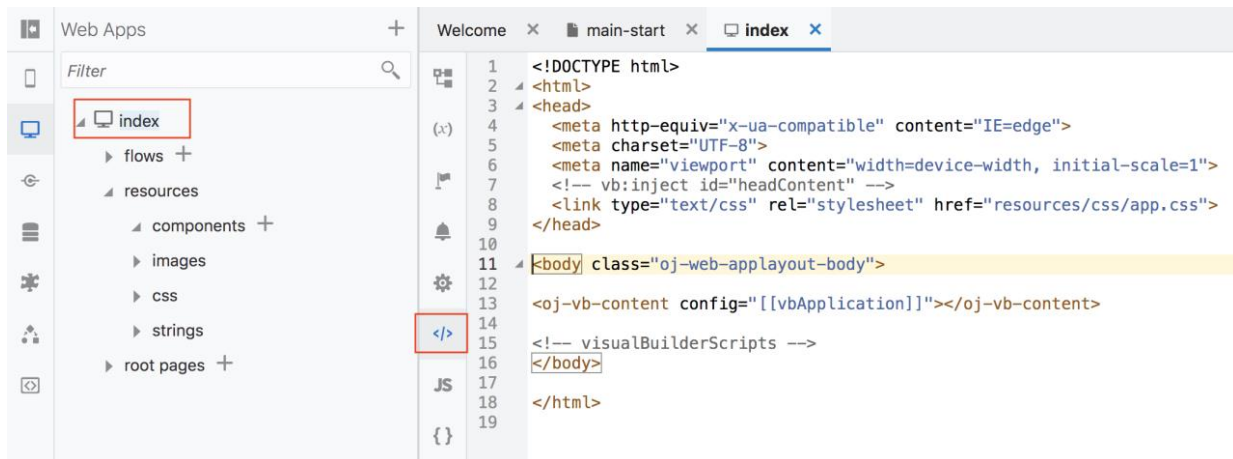 Web Apps
Filter
index
flows
resources
components
images
css
strings
root pages
Welcome main-start index
(x)
</>
JS
{ }
1 <!DOCTYPE html>
2 <html>
3 <head>
4 <meta http-equiv="x-ua-compatible" content="IE=edge">
5 <meta charset="UTF-8">
6 <meta name="viewport" content="width=device-width, initial-scale=1">
7 <!-- vb:inject id="headContent" -->
8 <link type="text/css" rel="stylesheet" href="resources/css/app.css">
9 </head>
10
11 <body class="oj-web-applayout-body">
12
13 <oj-vb-content config="[[vbApplication]]"></oj-vb-content>
14
15 <!-- visualBuilderScripts -->
16 </body>
17
18 </html>
19